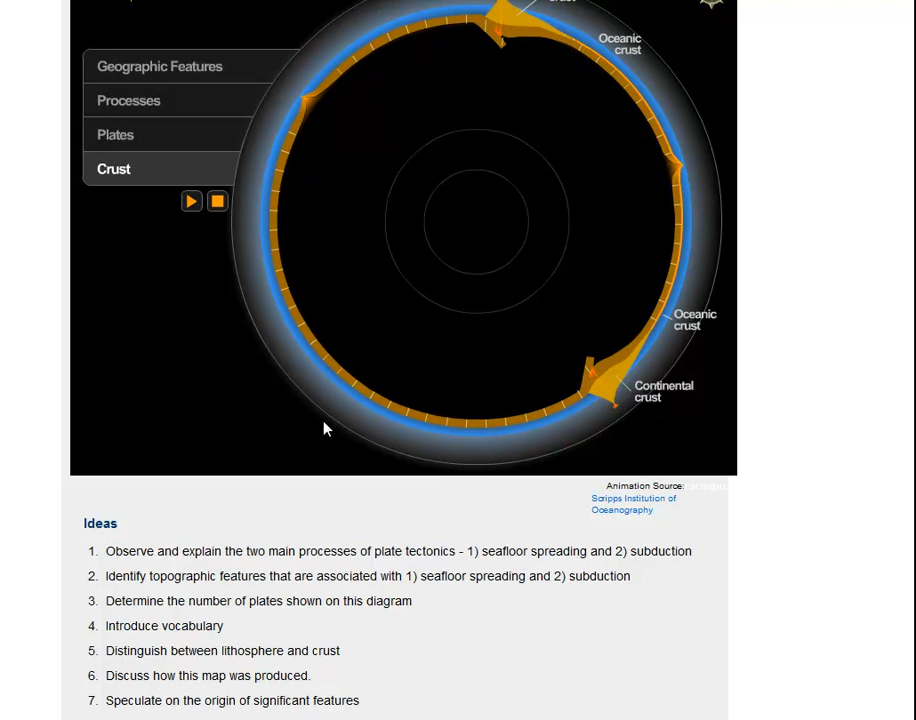 Oceanic
crust
Geographic Features
Processes
Plates
Crust
Oceanic
crust
Continental
crust
Animation Source:
Scripps Institution of
Oceanography
Ideas
1. Observe and explain the two main processes of plate tectonics - 1) seafloor spreading and 2) subduction
2. Identify topographic features that are associated with 1) seafloor spreading and 2) subduction
3. Determine the number of plates shown on this diagram
4. Introduce vocabulary
5. Distinguish between lithosphere and crust
6. Discuss how this map was produced.
7. Speculate on the origin of significant features